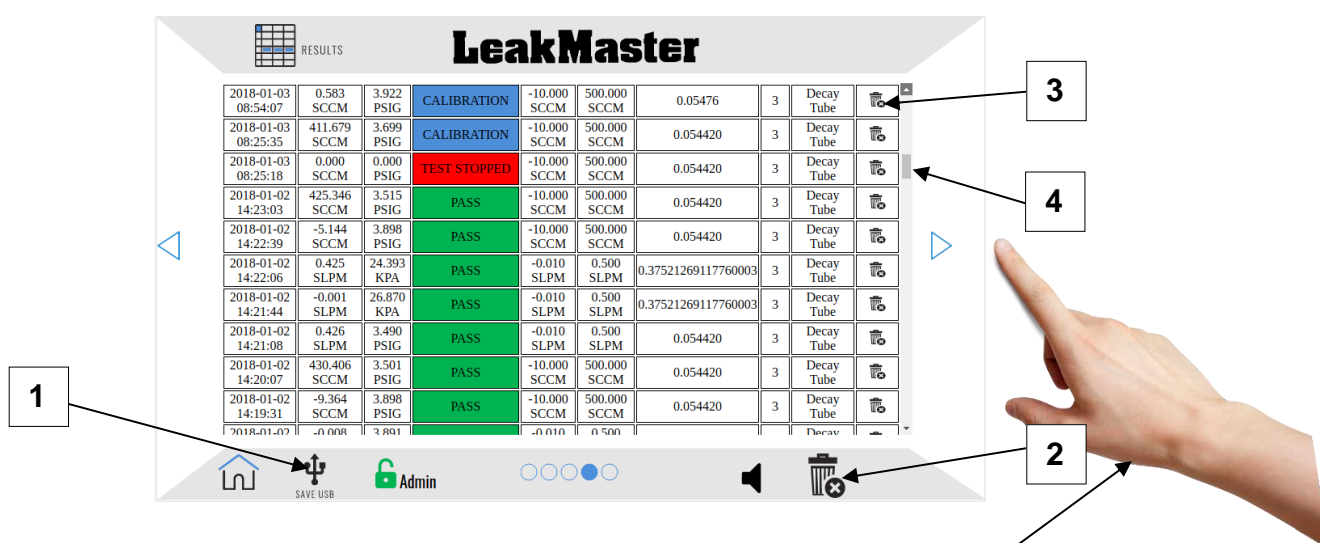 RESULTS
LeakMaster
2018-01-03 08:54:07 0.583 SCCM 3.922 PSIG CALIBRATION -10.000 SCCM 500.000 SCCM 0.05476 3 Decay Tube
2018-01-03 08:25:35 411.679 SCCM 3.699 PSIG CALIBRATION -10.000 SCCM 500.000 SCCM 0.054420 3 Decay Tube
2018-01-03 08:25:18 0.000 SCCM 0.000 PSIG TEST STOPPED -10.000 SCCM 500.000 SCCM 0.054420 3 Decay Tube
2018-01-02 14:23:03 425.346 SCCM 3.515 PSIG PASS -10.000 SCCM 500.000 SCCM 0.054420 3 Decay Tube
2018-01-02 14:22:39 -5.144 SCCM 3.898 PSIG PASS -10.000 SCCM 500.000 SCCM 0.054420 3 Decay Tube
2018-01-02 14:22:06 0.425 SLPM 24.393 KPA PASS -0.010 SLPM 0.500 SLPM 0.37521269117760003 3 Decay Tube
2018-01-02 14:21:44 -0.001 SLPM 26.870 KPA PASS -0.010 SLPM 0.500 SLPM 0.37521269117760003 3 Decay Tube
2018-01-02 14:21:08 0.426 SLPM 3.490 PSIG PASS -0.010 SLPM 0.500 SLPM 0.054420 3 Decay Tube
2018-01-02 14:20:07 430.406 SCCM 3.501 PSIG PASS -10.000 SCCM 500.000 SCCM 0.054420 3 Decay Tube
2018-01-02 14:19:31 -9.364 SCCM 3.898 PSIG PASS -10.000 SCCM 500.000 SCCM 0.054420 3 Decay Tube
2018-01-02 -0.008 3.891 -0.010 0.500 Decay
SAVE USB
Admin
1
2
3
4